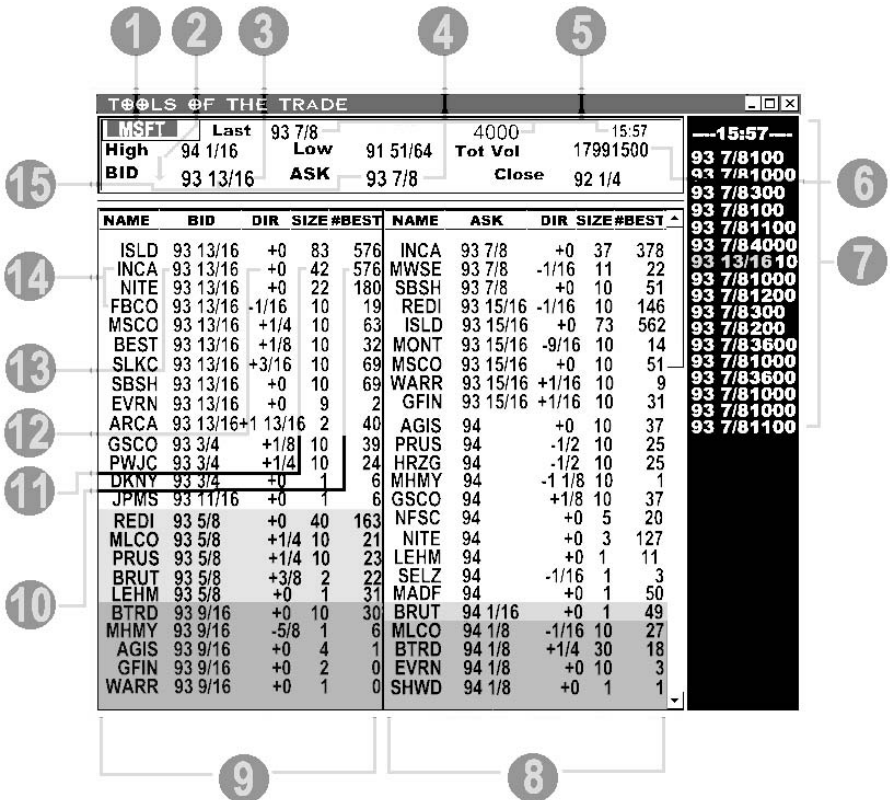 1 2 3 4 5
TOOLS OF THE TRADE
MSFT Last 93 7/8 4000 15:57
High 94 1/16 Low 91 51/64 Tot Vol 17991500
BID 93 13/16 ASK 93 7/8 Close 92 1/4
NAME BID DIR SIZE #BEST
ISLD 93 13/16 +0 83 576
INCA 93 13/16 +0 42 576
NITE 93 13/16 +0 22 180
FBCO 93 13/16 -1/16 10 19
MSCO 93 13/16 +1/4 10 63
BEST 93 13/16 +1/8 10 32
SLKC 93 13/16 +3/16 10 69
SBSH 93 13/16 +0 10 69
EVRN 93 13/16 +0 9 2
ARCA 93 13/16 +1 13/16 2 40
GSCO 93 3/4 +1/8 10 39
PWJC 93 3/4 +1/4 10 24
DKNY 93 3/4 +0 1 6
JPMS 93 11/16 +0 1 6
REDI 93 5/8 +0 40 163
MLCO 93 5/8 +1/4 10 21
PRUS 93 5/8 +1/4 10 23
BRUT 93 5/8 +3/8 2 22
LEHM 93 5/8 +0 1 31
BTRD 93 9/16 +0 10 30
MHMY 93 9/16 -5/8 1 6
AGIS 93 9/16 +0 4 1
GFIN 93 9/16 +0 2 0
WARR 93 9/16 +0 1 0
NAME ASK DIR SIZE #BEST
INCA 93 7/8 +0 37 378
MWSE 93 7/8 -1/16 11 22
SBSH 93 7/8 +0 10 51
REDI 93 15/16 -1/16 10 146
ISLD 93 15/16 +0 73 562
MONT 93 15/16 -9/16 10 14
MSCO 93 15/16 +0 10 51
WARR 93 15/16 +1/16 10 9
GFIN 93 15/16 +1/16 10 31
AGIS 94 +0 10 37
PRUS 94 -1/2 10 25
HRZG 94 -1/2 10 25
MHMY 94 -1 1/8 10 1
GSCO 94 +1/8 10 37
NFSC 94 +0 5 20
NITE 94 +0 3 127
LEHM 94 +0 1 11
SELZ 94 -1/16 1 3
MADF 94 +0 1 50
BRUT 94 1/16 +0 1 49
MLCO 94 1/8 -1/16 10 27
BTRD 94 1/8 +1/4 30 18
EVRN 94 1/8 +0 10 3
SHWD 94 1/8 +0 1 1
----15:57----
93 7/8100
93 7/81000
93 7/8300
93 7/8100
93 7/81100
93 7/84000
93 13/16 10
93 7/81000
93 7/81200
93 7/8300
93 7/8200
93 7/83600
93 7/81000
93 7/83600
93 7/81000
93 7/81000
93 7/81100
15
14
13
12
11
10
6
7
9 8